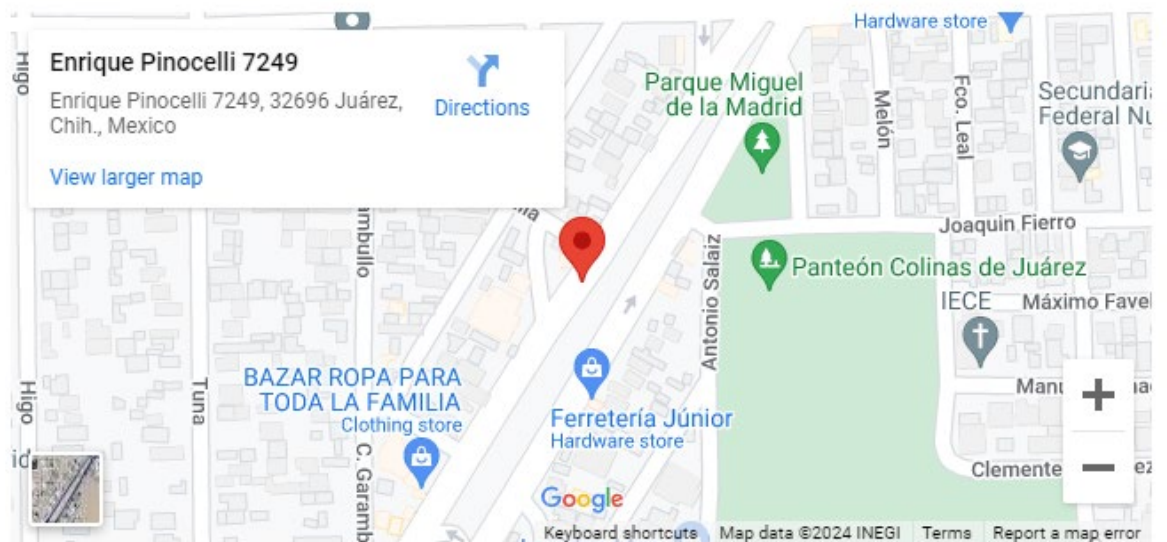 Enrique Pinocelli 7249
Enrique Pinocelli 7249, 32696 Juárez,
Chih., Mexico
Directions
View larger map
Hardware store
Higo
Parque Miguel
de la Madrid
Melón
Fco. Leal
Secundari
Federal Nu
Joaquin Fierro
Antonio Salaiz
Panteón Colinas de Juárez
IECE
Máximo Favel
mbullo
BAZAR ROPA PARA
TODA LA FAMILIA
Clothing store
Ferretería Júnior
Hardware store
Higo
Tuna
C. Garamb
Manu
Clemente
Google
Keyboard shortcuts
Map data ©2024 INEGI
Terms
Report a map error